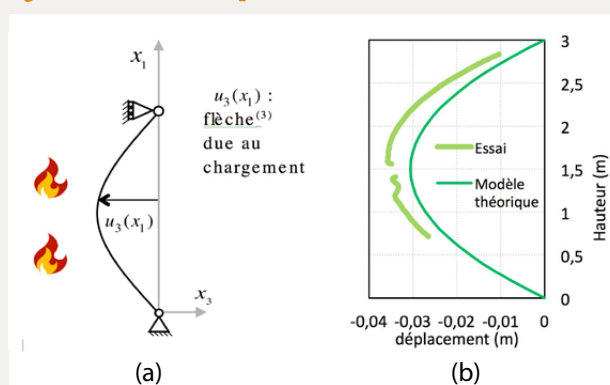 x₁
u₃(x₁) :
flèche⁽³⁾
due au
chargement
u₃(x₁)
x₃
(a)
3
2,5
2
1,5
1
0,5
0
Hauteur (m)
Essai
Modèle
théorique
-0,04 -0,03 -0,02 -0,01 0
déplacement (m)
(b)